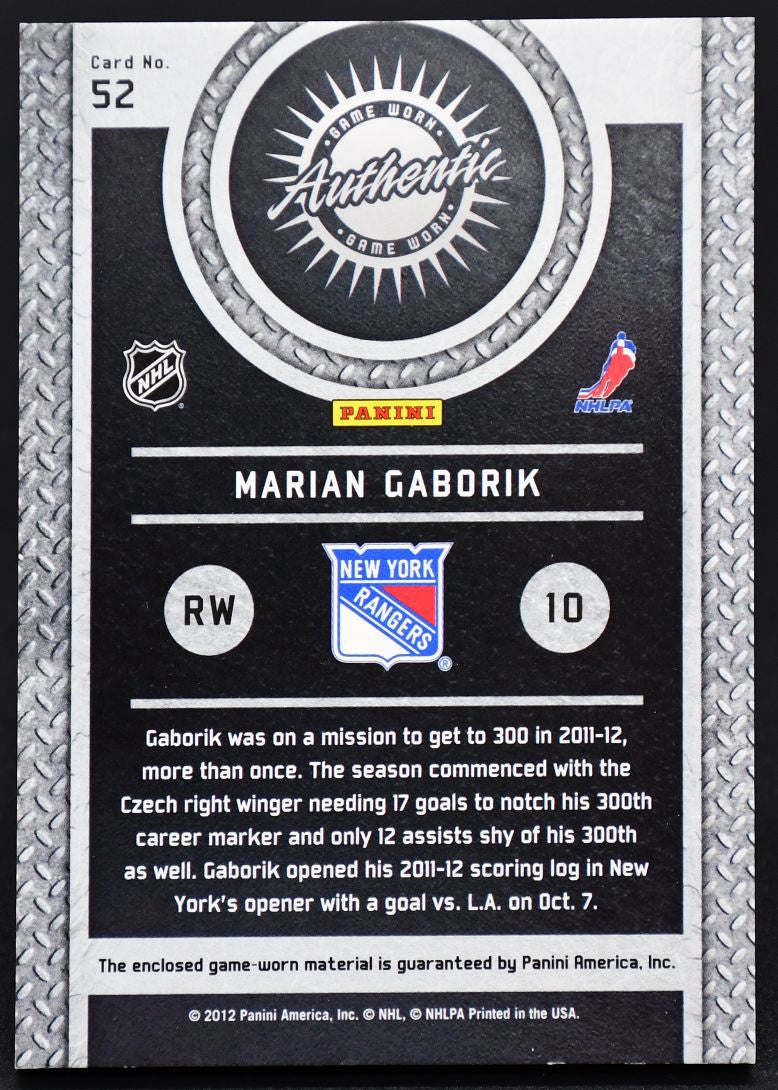 Card No.
52
• GAME WORN •
Authentic
• GAME WORN •
NHL
®
NHLPA
PANINI
MARIAN GABORIK
RW
NEW YORK
RANGERS
®
10
Gaborik was on a mission to get to 300 in 2011-12,
more than once. The season commenced with the
Czech right winger needing 17 goals to notch his 300th
career marker and only 12 assists shy of his 300th
as well. Gaborik opened his 2011-12 scoring log in New
York's opener with a goal vs. L.A. on Oct. 7.
The enclosed game-worn material is guaranteed by Panini America, Inc.
© 2012 Panini America, Inc. © NHL, © NHLPA Printed in the USA.